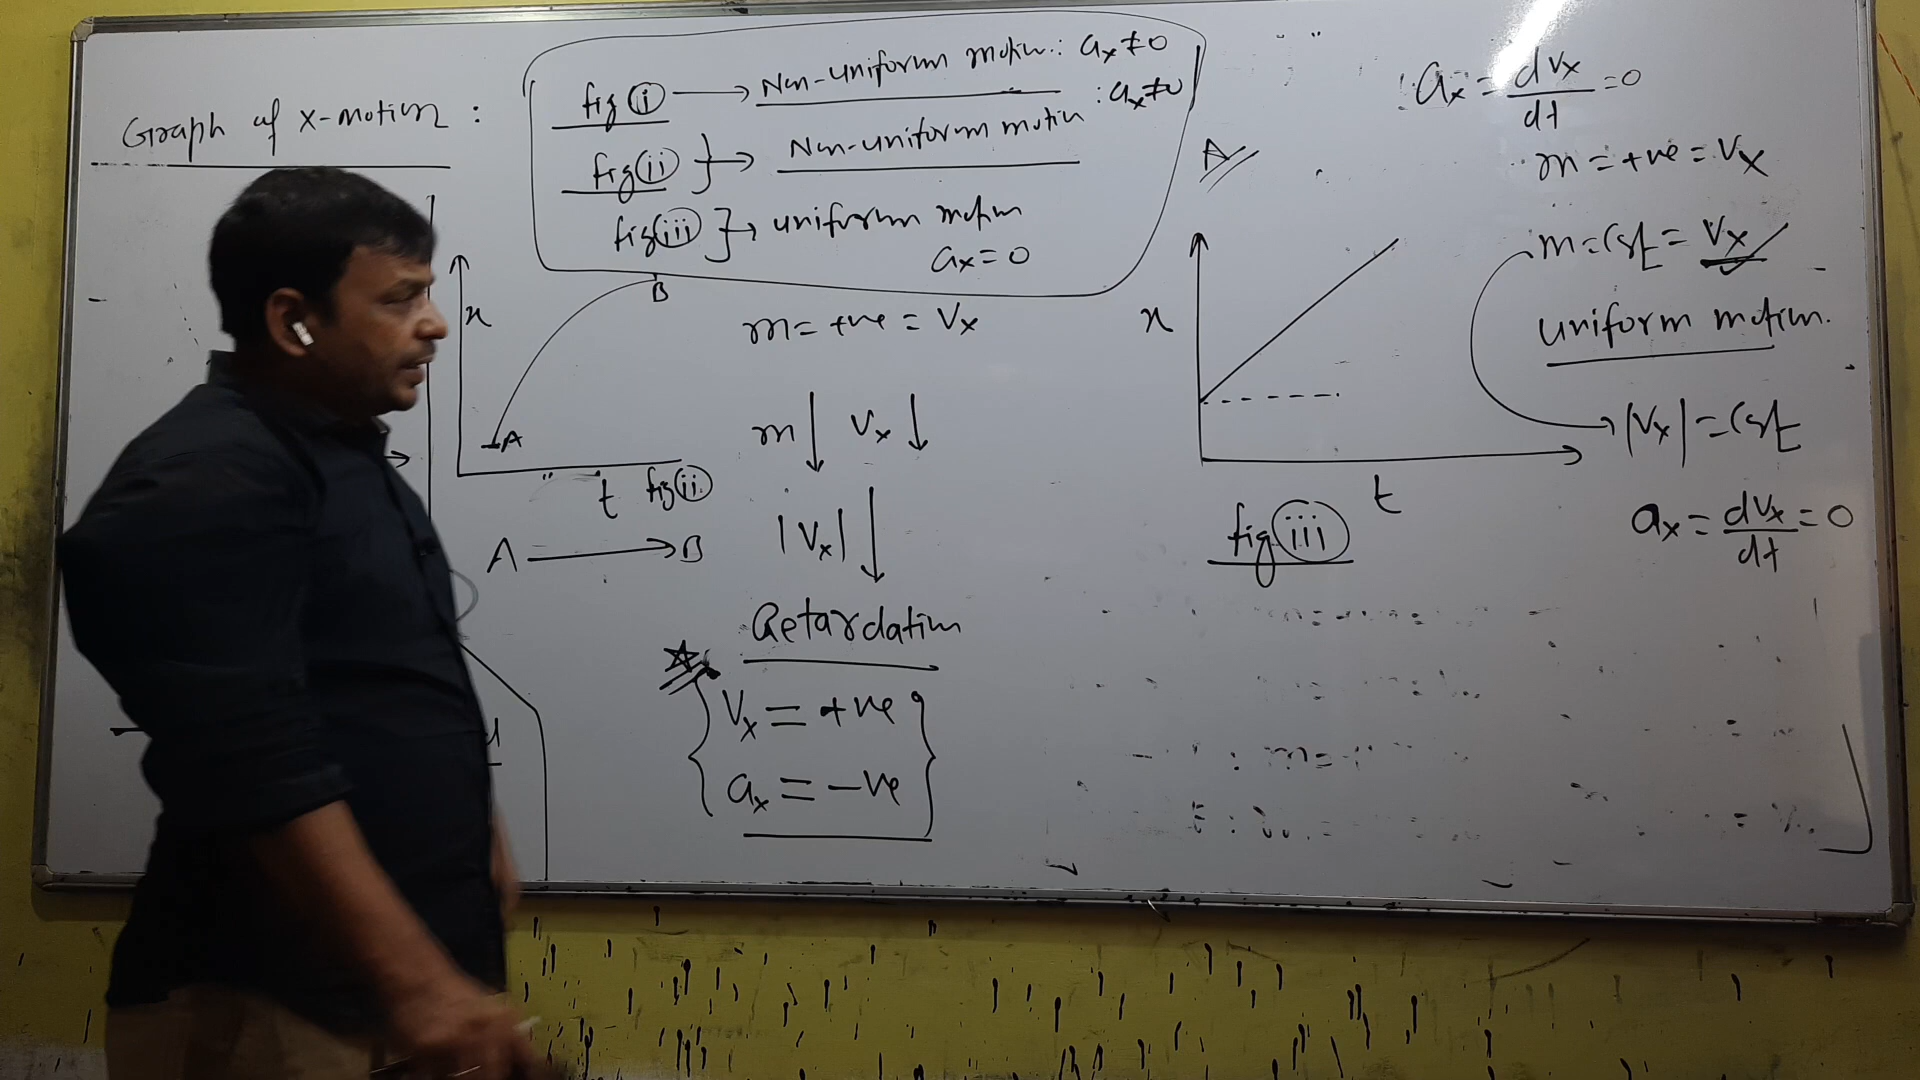 Graph of x-motion :
fig (i) → Non-uniform motion : ax ≠ 0
fig (ii) } → Non-uniform motion : ax ≠ 0
fig (iii) } → uniform motion
ax = 0
x
B
A
t fig (ii)
A → B
m = +ve = Vx
m ↓ Vx ↓
|Vx| ↓
Retardation
Vx = +ve
ax = -ve
A
x
t
fig (iii)
ax = dVx/dt = 0
m = +ve = Vx
m = Cst = Vx
uniform motion.
→ |Vx| = Cst
ax = dVx/dt = 0